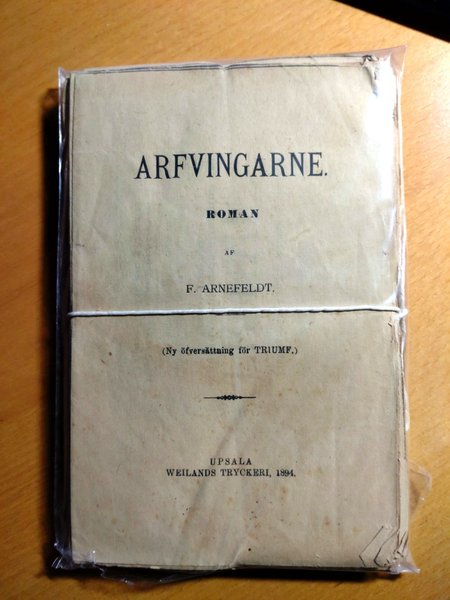 ARFVINGARNE.
ROMAN
AF
F. ARNEFELDT.
(Ny öfversättning för TRIUMF.)
UPSALA
WEILANDS TRYCKERI, 1894.